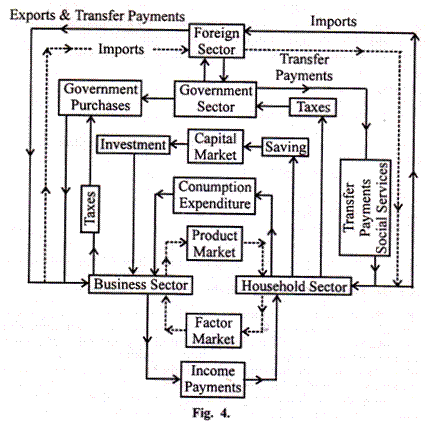 Exports & Transfer Payments
Imports
Foreign
Sector
Imports
Transfer
Payments
Government
Purchases
Government
Sector
Taxes
Investment
Capital
Market
Saving
Conumption
Expenditure
Taxes
Transfer
Payments
Social Services
Product
Market
Business Sector
Household Sector
Factor
Market
Income
Payments
Fig. 4.